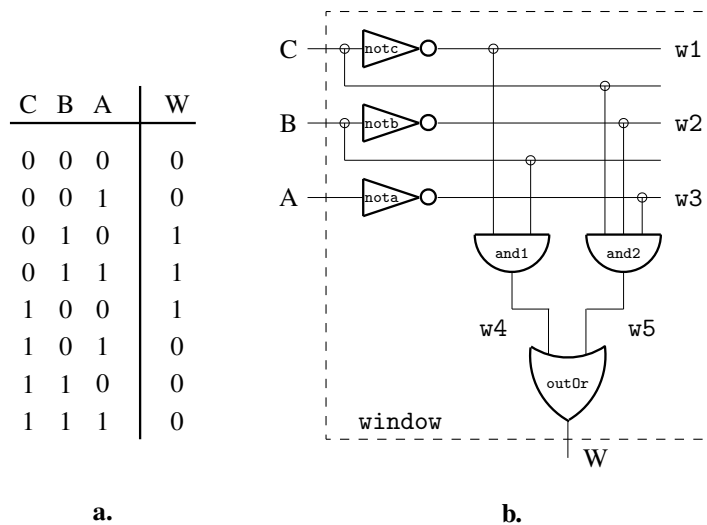 C B A W
0 0 0 0
0 0 1 0
0 1 0 1
0 1 1 1
1 0 0 1
1 0 1 0
1 1 0 0
1 1 1 0
a.
C notc w1
B notb w2
A nota w3
and1 and2
w4 w5
outOr
window
W
b.